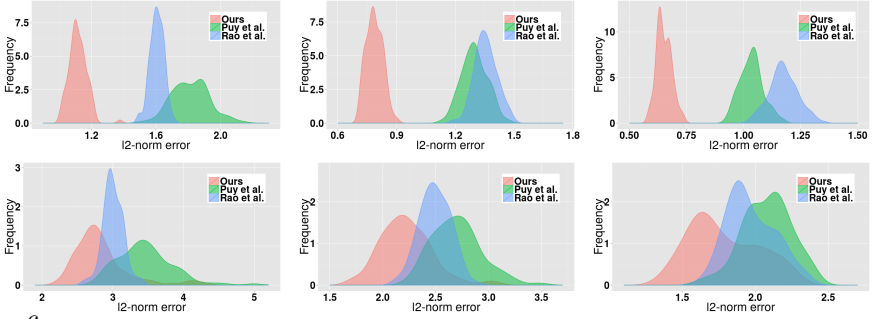 Frequency
7.5
5.0
2.5
0.0
Ours
Puy et al.
Rao et al.
1.2 1.6 2.0
l2-norm error
Frequency
7.5
5.0
2.5
0.0
Ours
Puy et al.
Rao et al.
0.6 0.9 1.2 1.5 1.8
l2-norm error
Frequency
10
5
0
Ours
Puy et al.
Rao et al.
0.50 0.75 1.00 1.25 1.50
l2-norm error
Frequency
3
2
1
0
Ours
Puy et al.
Rao et al.
2 3 4 5
l2-norm error
Frequency
2
1
0
Ours
Puy et al.
Rao et al.
1.5 2.0 2.5 3.0 3.5
l2-norm error
Frequency
2
1
0
Ours
Puy et al.
Rao et al.
1.5 2.0 2.5
l2-norm error